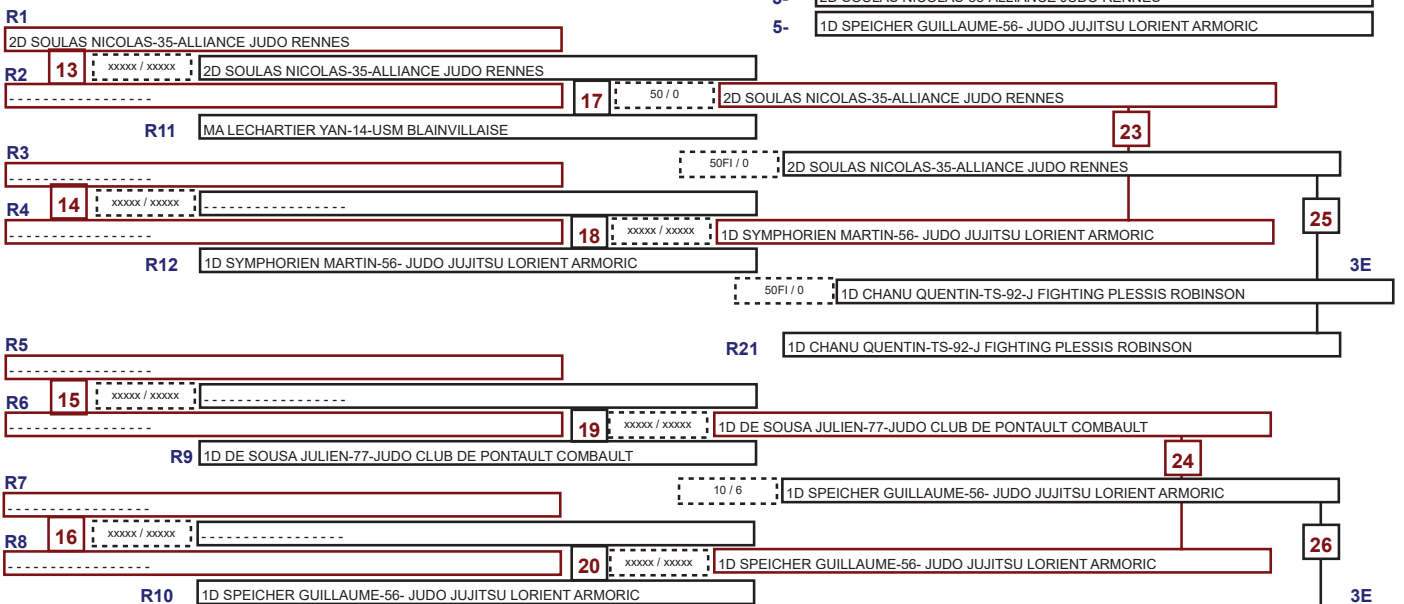 3- 2D SOULAS NICOLAS-35-ALLIANCE JUDO RENNES
5- 1D SPEICHER GUILLAUME-56- JUDO JUJITSU LORIENT ARMORIC
R1
2D SOULAS NICOLAS-35-ALLIANCE JUDO RENNES
R2 13 xxxxx / xxxxx 2D SOULAS NICOLAS-35-ALLIANCE JUDO RENNES
- - - - - - - - - - - - - - - - 17 50 / 0 2D SOULAS NICOLAS-35-ALLIANCE JUDO RENNES
R11 MA LECHARTIER YAN-14-USM BLAINVILLAISE 23
R3 50FI / 0 2D SOULAS NICOLAS-35-ALLIANCE JUDO RENNES
- - - - - - - - - - - - - - - -
R4 14 xxxxx / xxxxx - - - - - - - - - - - - - - - - 25
- - - - - - - - - - - - - - - - 18 xxxxx / xxxxx 1D SYMPHORIEN MARTIN-56- JUDO JUJITSU LORIENT ARMORIC
R12 1D SYMPHORIEN MARTIN-56- JUDO JUJITSU LORIENT ARMORIC 3E
50FI / 0 1D CHANU QUENTIN-TS-92-J FIGHTING PLESSIS ROBINSON
R5 R21 1D CHANU QUENTIN-TS-92-J FIGHTING PLESSIS ROBINSON
- - - - - - - - - - - - - - - -
R6 15 xxxxx / xxxxx - - - - - - - - - - - - - - - -
- - - - - - - - - - - - - - - - 19 xxxxx / xxxxx 1D DE SOUSA JULIEN-77-JUDO CLUB DE PONTAULT COMBAULT
R9 1D DE SOUSA JULIEN-77-JUDO CLUB DE PONTAULT COMBAULT 24
R7 10 / 6 1D SPEICHER GUILLAUME-56- JUDO JUJITSU LORIENT ARMORIC
- - - - - - - - - - - - - - - -
R8 16 xxxxx / xxxxx - - - - - - - - - - - - - - - - 26
- - - - - - - - - - - - - - - - 20 xxxxx / xxxxx 1D SPEICHER GUILLAUME-56- JUDO JUJITSU LORIENT ARMORIC
R10 1D SPEICHER GUILLAUME-56- JUDO JUJITSU LORIENT ARMORIC 3E